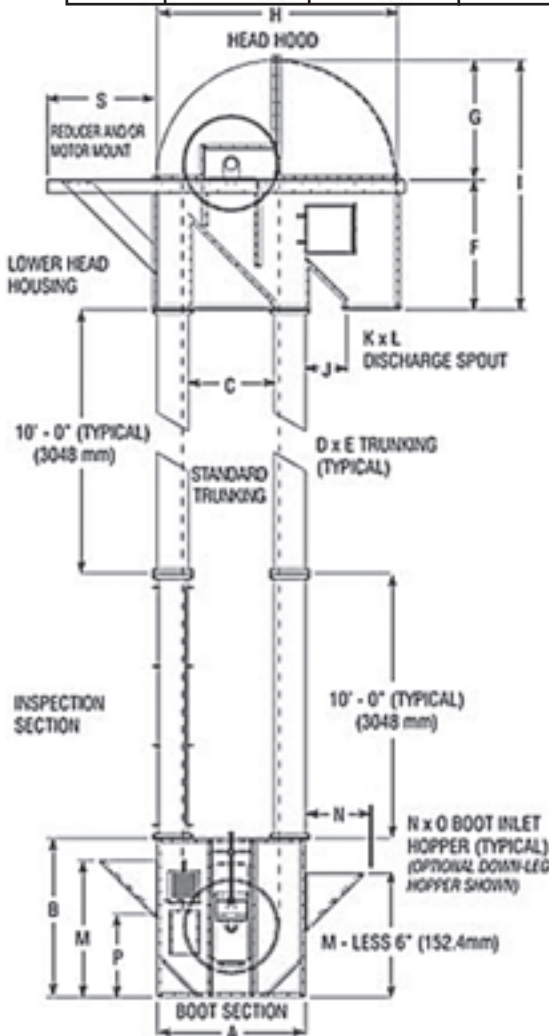 H
HEAD HOOD
S
G
REDUCER AND/OR
MOTOR MOUNT
I
F
LOWER HEAD
HOUSING
K x L
DISCHARGE SPOUT
J
C
10' - 0" (TYPICAL)
(3048 mm)
D x E TRUNKING
(TYPICAL)
STANDARD
TRUNKING
INSPECTION
SECTION
10' - 0" (TYPICAL)
(3048 mm)
N
N x O BOOT INLET
HOPPER (TYPICAL)
(OPTIONAL DOWN-LEG
HOPPER SHOWN)
B
M
P
M - LESS 6" (152.4mm)
BOOT SECTION
A